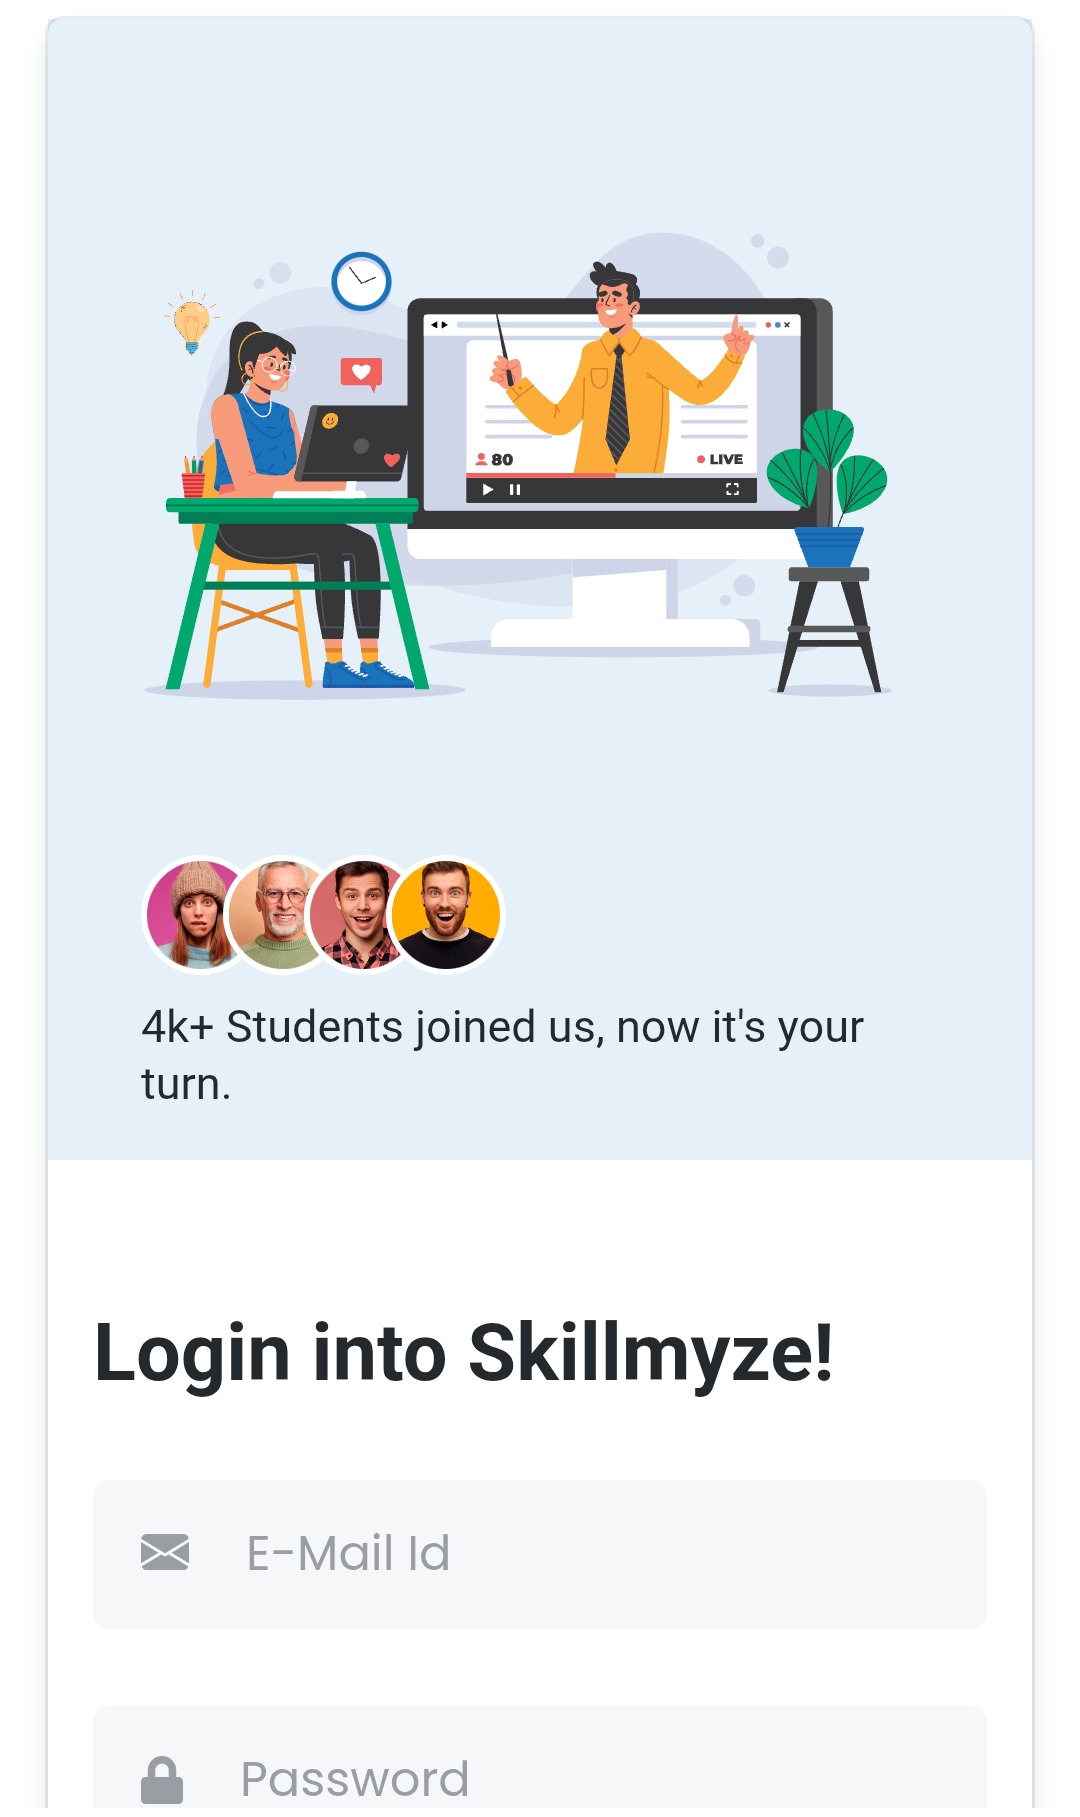 80
LIVE
4k+ Students joined us, now it's your
turn.
Login into Skillmyze!
E-Mail Id
Password